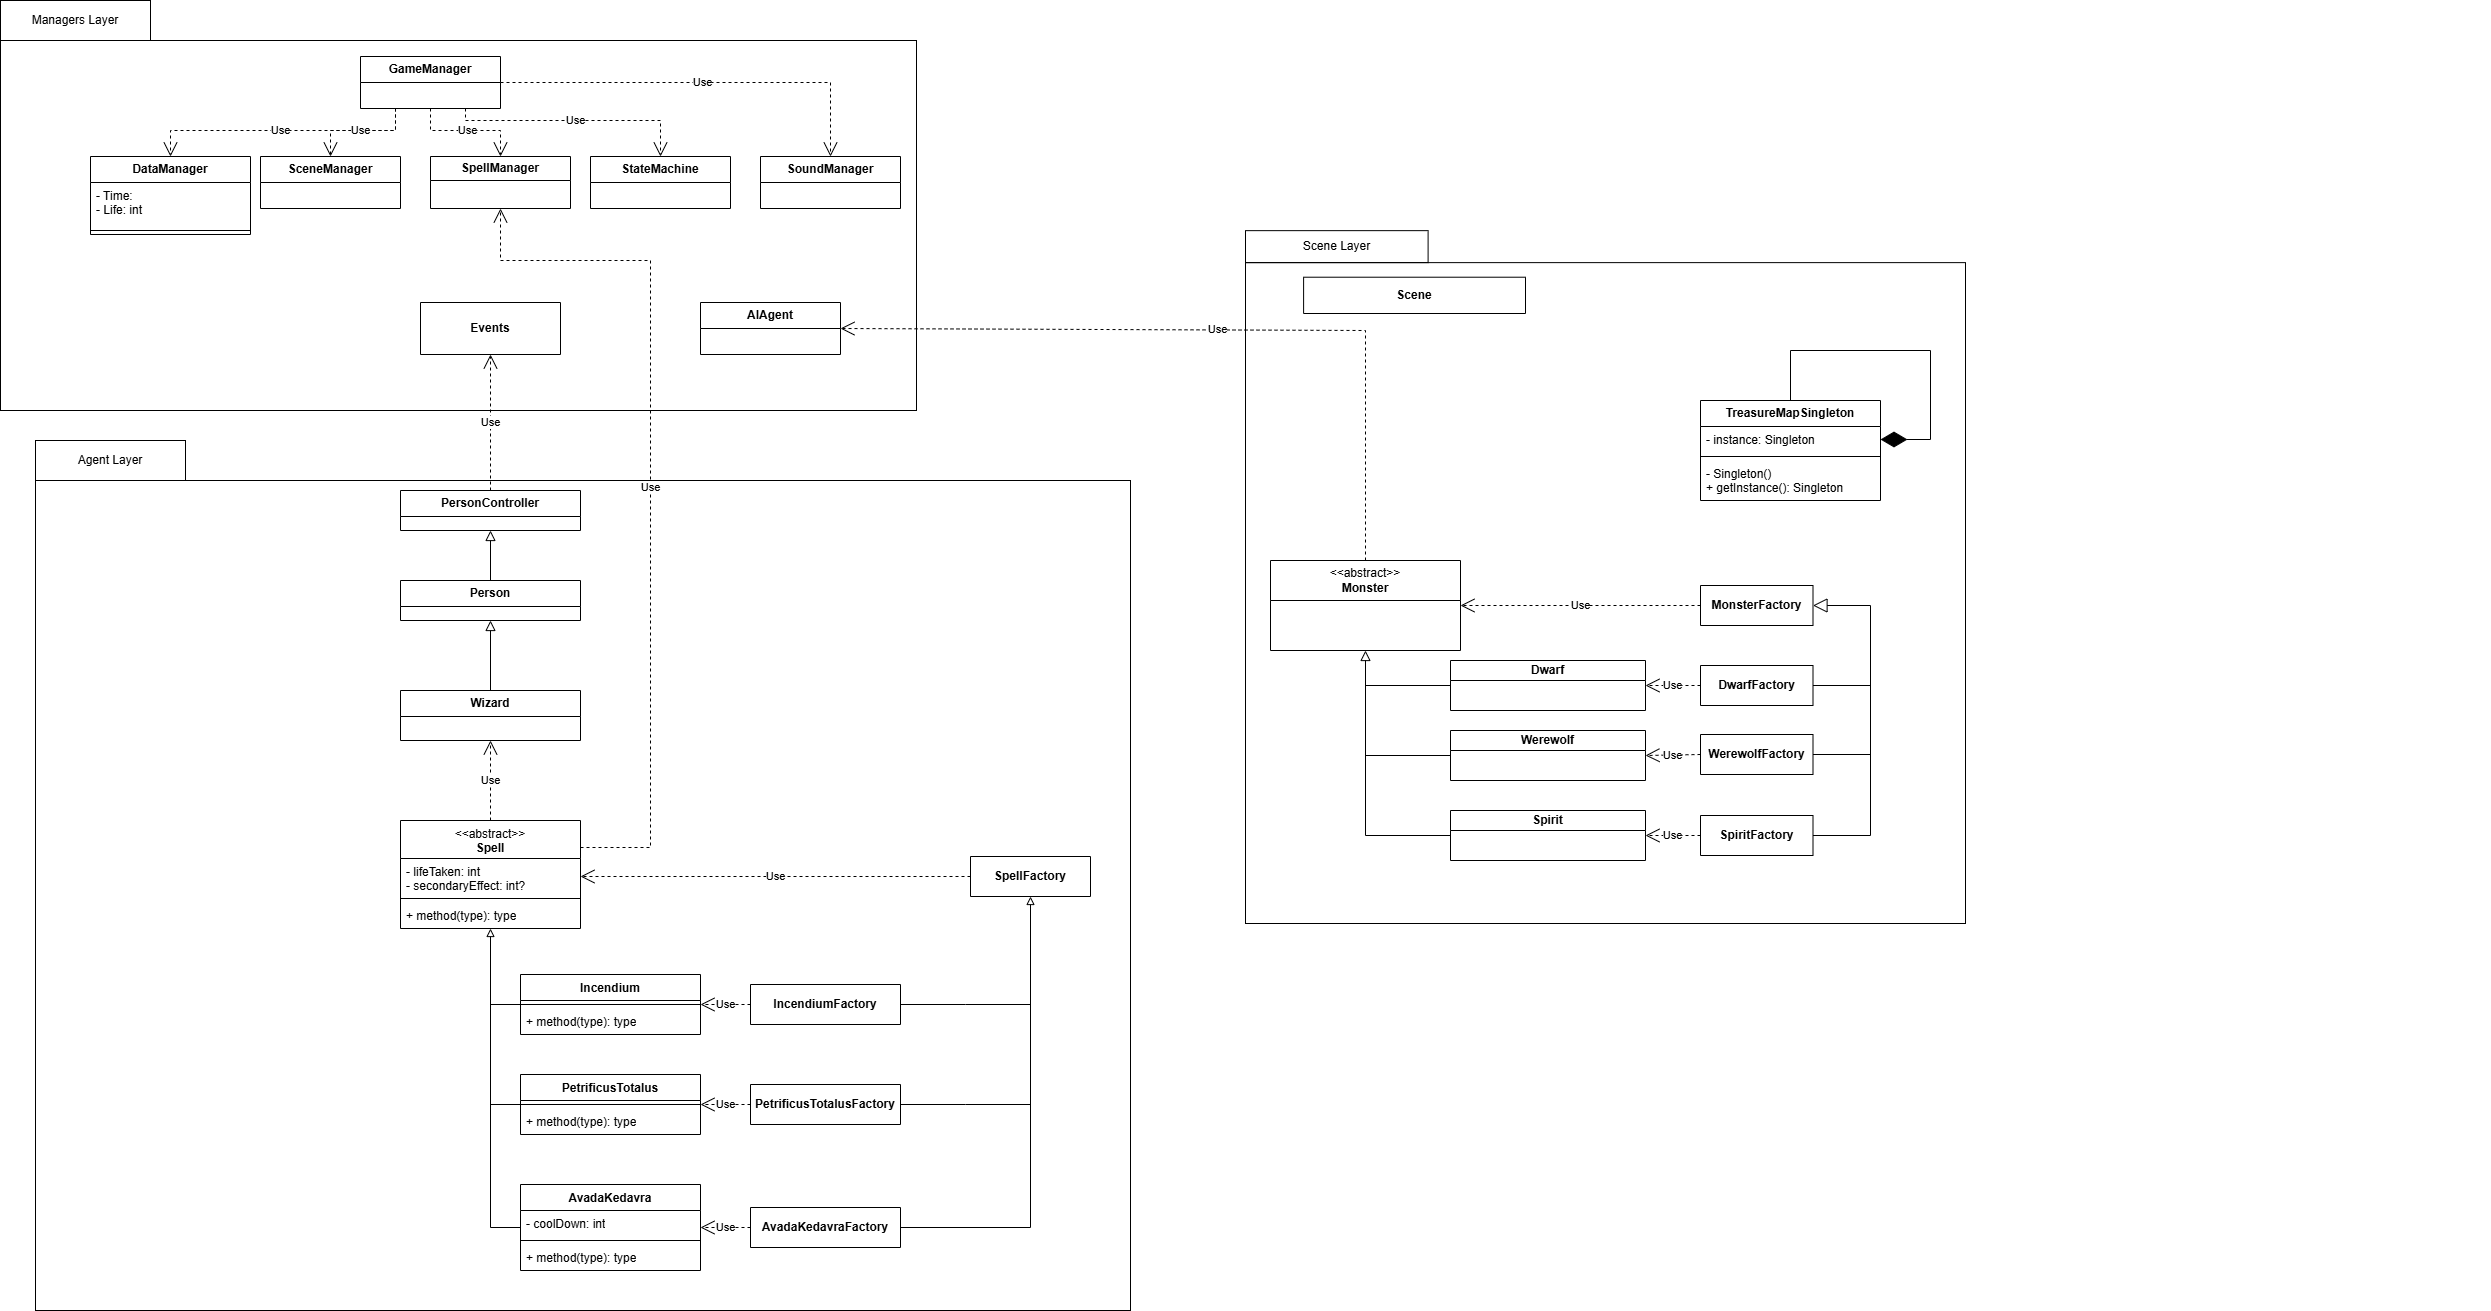 Managers Layer
GameManager
Use
Use
Use
Use
Use
DataManager
- Time:
- Life: int
SceneManager
SpellManager
StateMachine
SoundManager
Events
AIAgent
Use
Scene Layer
Scene
TreasureMapSingleton
- instance: Singleton
- Singleton()
+ getInstance(): Singleton
<<abstract>>
Monster
Use
MonsterFactory
Dwarf
Use
DwarfFactory
Werewolf
Use
WerewolfFactory
Spirit
Use
SpiritFactory
Use
Agent Layer
Use
PersonController
Person
Wizard
Use
<<abstract>>
Spell
- lifeTaken: int
- secondaryEffect: int?
+ method(type): type
Use
SpellFactory
Incendium
+ method(type): type
Use
IncendiumFactory
PetrificusTotalus
+ method(type): type
Use
PetrificusTotalusFactory
AvadaKedavra
- coolDown: int
+ method(type): type
Use
AvadaKedavraFactory